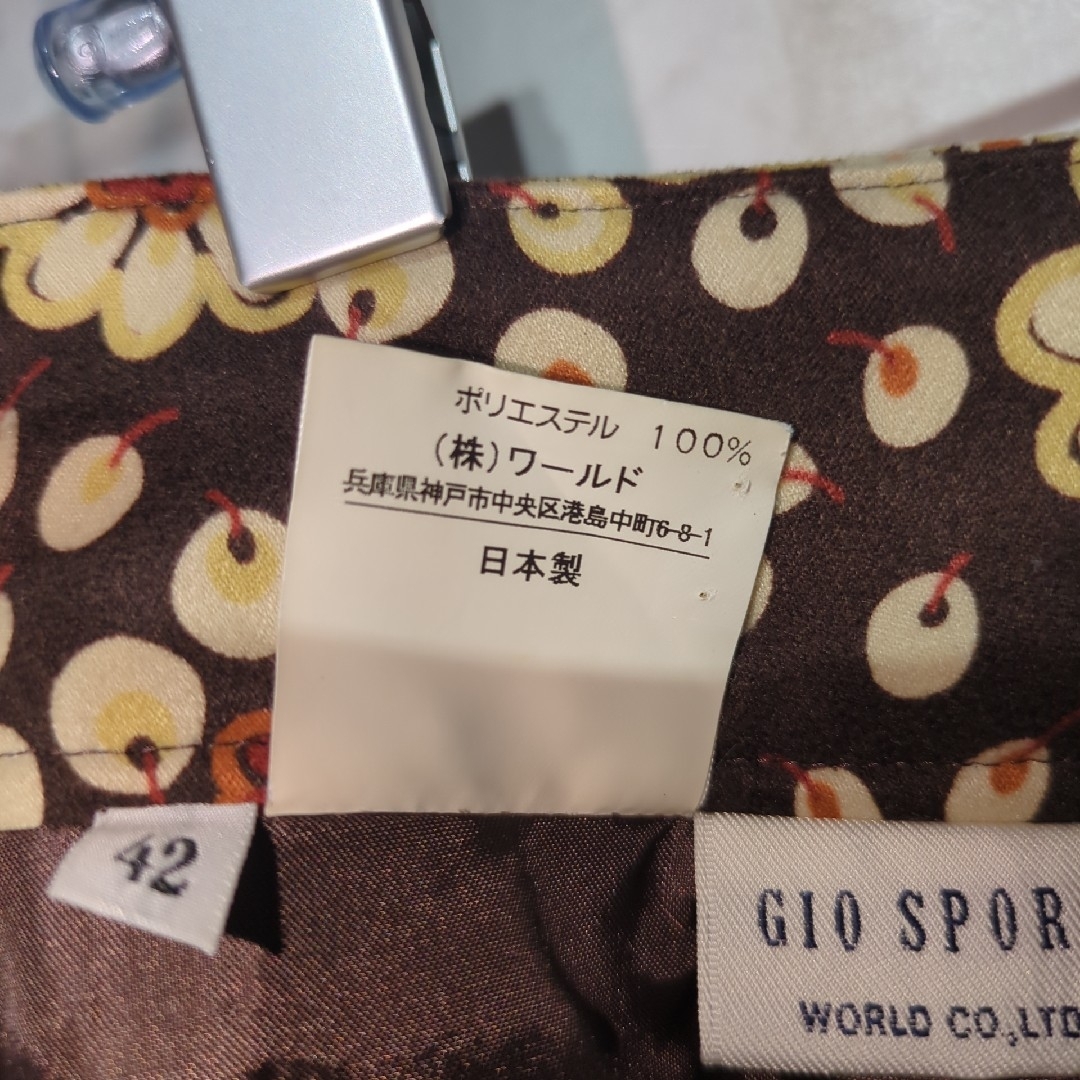 ポリエステル 100%
(株)ワールド
兵庫県神戸市中央区港島中町6-8-1
日本製
42
GIO SPOR
WORLD CO.,LTD